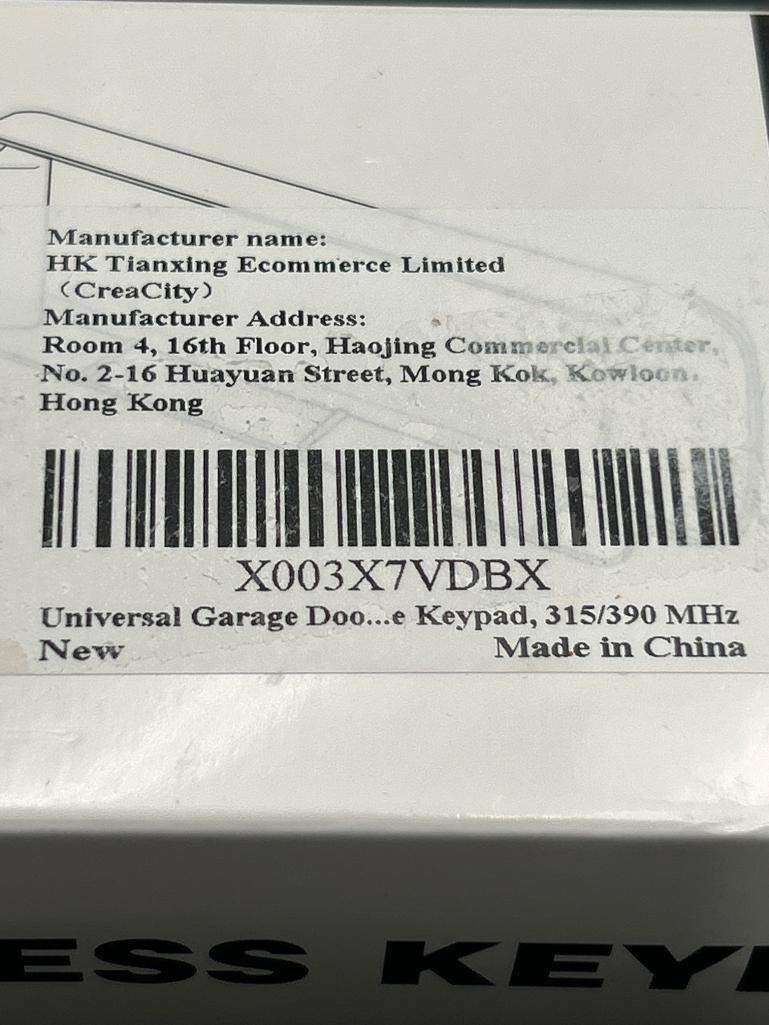 Manufacturer name:
HK Tianxing Ecommerce Limited
（CreaCity）
Manufacturer Address:
Room 4, 16th Floor, Haojing Commercial Center,
No. 2-16 Huayuan Street, Mong Kok, Kowloon,
Hong Kong
X003X7VDBX
Universal Garage Doo...e Keypad, 315/390 MHz
New Made in China
ESS KEYP